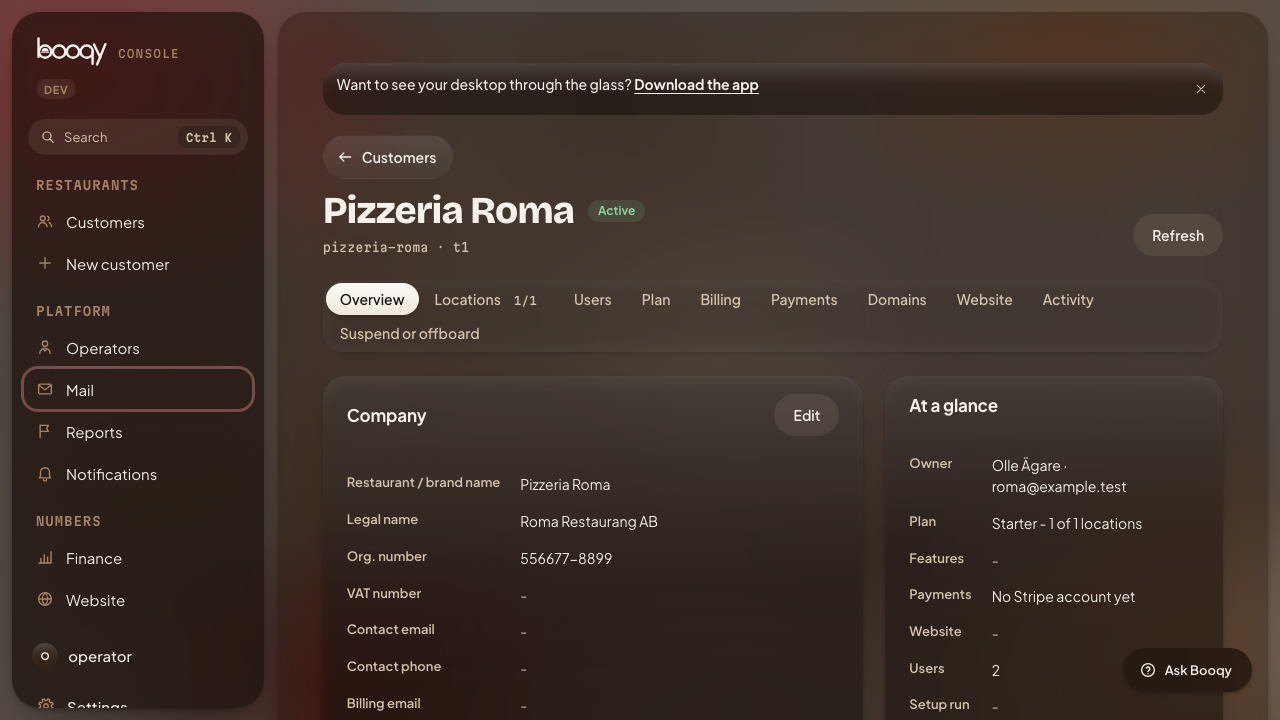 booqy CONSOLE
DEV
Search Ctrl K
RESTAURANTS
Customers
New customer
PLATFORM
Operators
Mail
Reports
Notifications
NUMBERS
Finance
Website
operator
Settings
Want to see your desktop through the glass? Download the app
Customers
Pizzeria Roma Active
pizzeria-roma · t1
Refresh
Overview Locations 1/1 Users Plan Billing Payments Domains Website Activity
Suspend or offboard
Company
Edit
Restaurant / brand name Pizzeria Roma
Legal name Roma Restaurang AB
Org. number 556677-8899
VAT number -
Contact email -
Contact phone -
Billing email -
At a glance
Owner Olle Ägare ·
roma@example.test
Plan Starter - 1 of 1 locations
Features -
Payments No Stripe account yet
Website -
Users 2
Setup run -
Ask Booqy